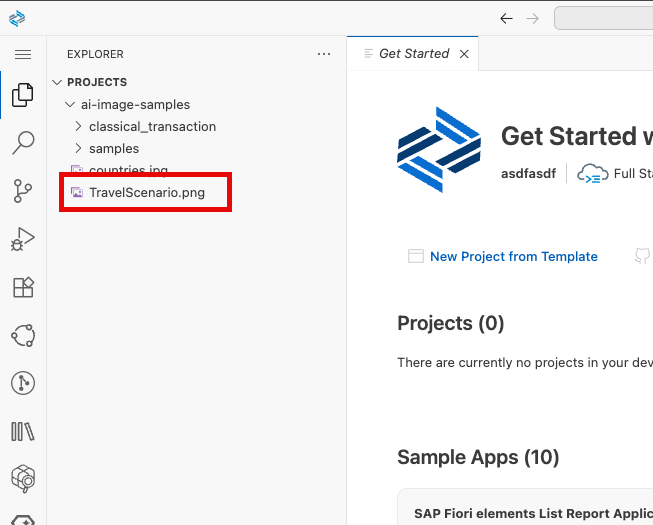 EXPLORER
PROJECTS
ai-image-samples
classical_transaction
samples
countries.jpg
TravelScenario.png
Get Started
Get Started w
asdfasdf
Full Sta
New Project from Template
Projects (0)
There are currently no projects in your dev
Sample Apps (10)
SAP Fiori elements List Report Applic